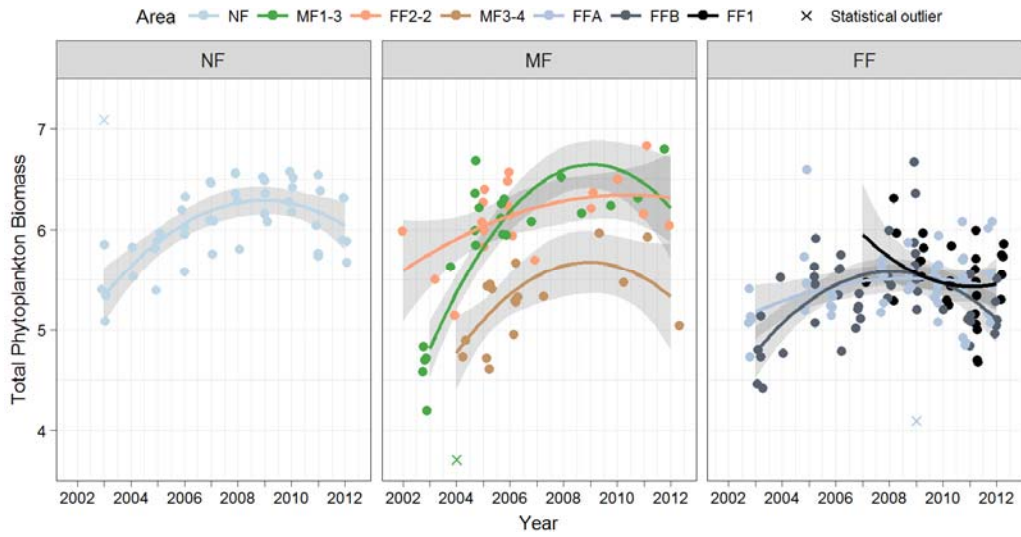 Area NF MF1-3 FF2-2 MF3-4 FFA FFB FF1 Statistical outlier
NF MF FF
Total Phytoplankton Biomass
7
6
5
4
2002 2004 2006 2008 2010 2012 2002 2004 2006 2008 2010 2012 2002 2004 2006 2008 2010 2012
Year